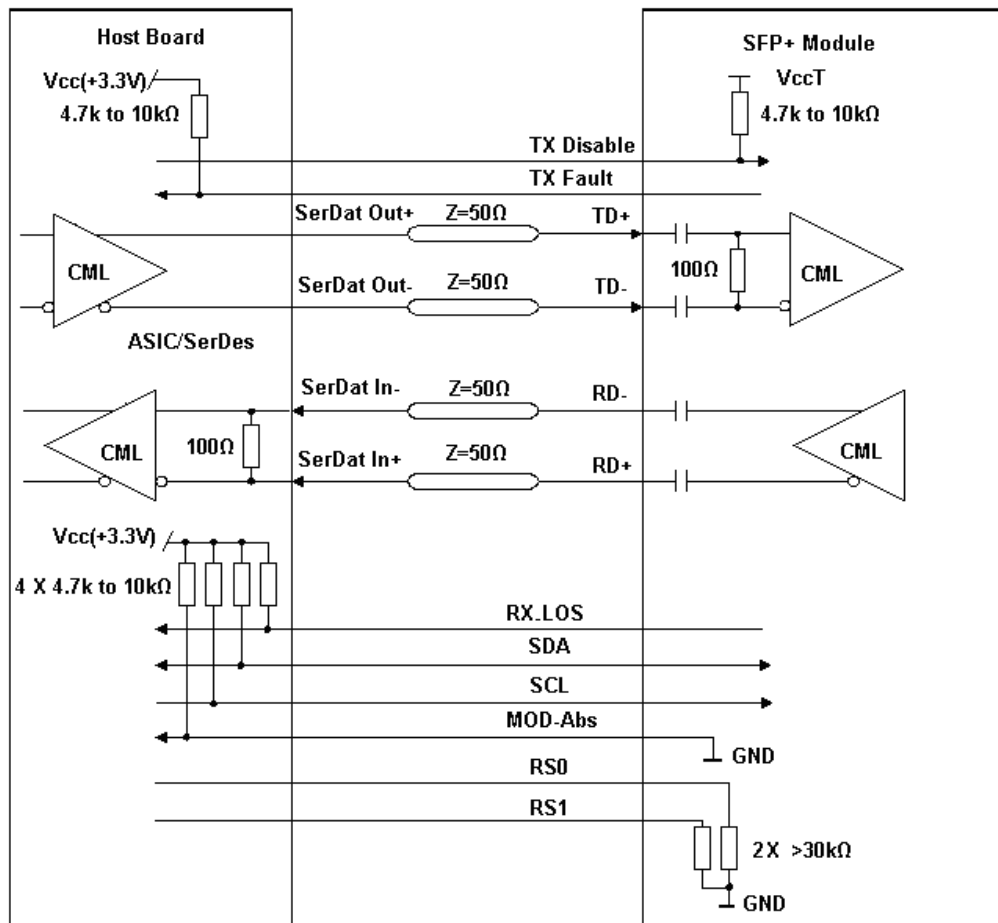 Host Board
SFP+ Module
Vcc(+3.3V)
VccT
4.7k to 10kΩ
4.7k to 10kΩ
TX Disable
TX Fault
SerDat Out+
Z=50Ω
TD+
CML
100Ω
CML
SerDat Out-
Z=50Ω
TD-
ASIC/SerDes
SerDat In-
Z=50Ω
RD-
CML
100Ω
SerDat In+
Z=50Ω
RD+
CML
Vcc(+3.3V)
4 X 4.7k to 10kΩ
RX_LOS
SDA
SCL
MOD-Abs
GND
RS0
RS1
2X >30kΩ
GND